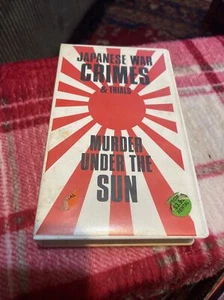 JAPANESE WAR
CRIMES
& TRIALS
MURDER
UNDER THE
SUN